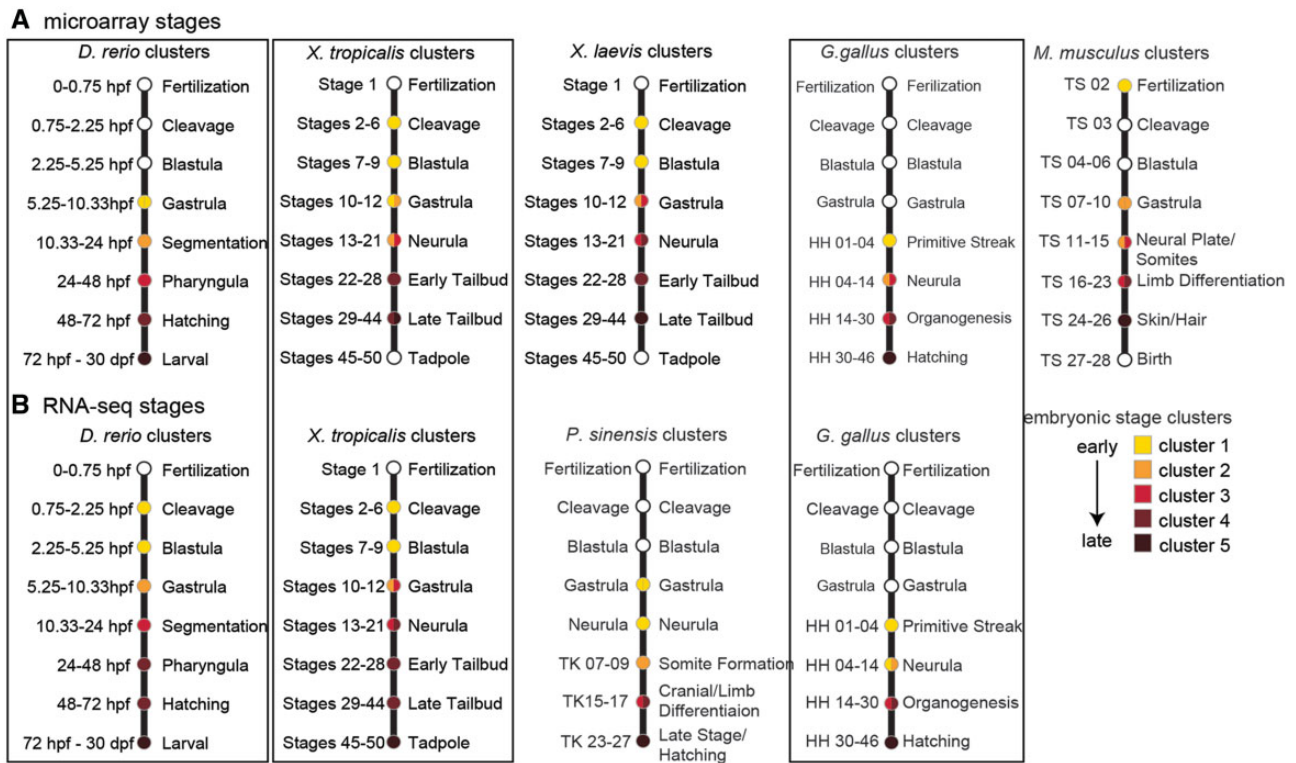 A microarray stages
D. rerio clusters
0-0.75 hpf Fertilization
0.75-2.25 hpf Cleavage
2.25-5.25 hpf Blastula
5.25-10.33hpf Gastrula
10.33-24 hpf Segmentation
24-48 hpf Pharyngula
48-72 hpf Hatching
72 hpf - 30 dpf Larval
X. tropicalis clusters
Stage 1 Fertilization
Stages 2-6 Cleavage
Stages 7-9 Blastula
Stages 10-12 Gastrula
Stages 13-21 Neurula
Stages 22-28 Early Tailbud
Stages 29-44 Late Tailbud
Stages 45-50 Tadpole
X. laevis clusters
Stage 1 Fertilization
Stages 2-6 Cleavage
Stages 7-9 Blastula
Stages 10-12 Gastrula
Stages 13-21 Neurula
Stages 22-28 Early Tailbud
Stages 29-44 Late Tailbud
Stages 45-50 Tadpole
G.gallus clusters
Fertilization Ferilization
Cleavage Cleavage
Blastula Blastula
Gastrula Gastrula
HH 01-04 Primitive Streak
HH 04-14 Neurula
HH 14-30 Organogenesis
HH 30-46 Hatching
M. musculus clusters
TS 02 Fertilization
TS 03 Cleavage
TS 04-06 Blastula
TS 07-10 Gastrula
TS 11-15 Neural Plate/
Somites
TS 16-23 Limb Differentiation
TS 24-26 Skin/Hair
TS 27-28 Birth
B RNA-seq stages
D. rerio clusters
0-0.75 hpf Fertilization
0.75-2.25 hpf Cleavage
2.25-5.25 hpf Blastula
5.25-10.33hpf Gastrula
10.33-24 hpf Segmentation
24-48 hpf Pharyngula
48-72 hpf Hatching
72 hpf - 30 dpf Larval
X. tropicalis clusters
Stage 1 Fertilization
Stages 2-6 Cleavage
Stages 7-9 Blastula
Stages 10-12 Gastrula
Stages 13-21 Neurula
Stages 22-28 Early Tailbud
Stages 29-44 Late Tailbud
Stages 45-50 Tadpole
P. sinensis clusters
Fertilization Fertilization
Cleavage Cleavage
Blastula Blastula
Gastrula Gastrula
Neurula Neurula
TK 07-09 Somite Formation
TK15-17 Cranial/Limb
Differentiaion
TK 23-27 Late Stage/
Hatching
G. gallus clusters
Fertilization Fertilization
Cleavage Cleavage
Blastula Blastula
Gastrula Gastrula
HH 01-04 Primitive Streak
HH 04-14 Neurula
HH 14-30 Organogenesis
HH 30-46 Hatching
embryonic stage clusters
early
late
cluster 1
cluster 2
cluster 3
cluster 4
cluster 5